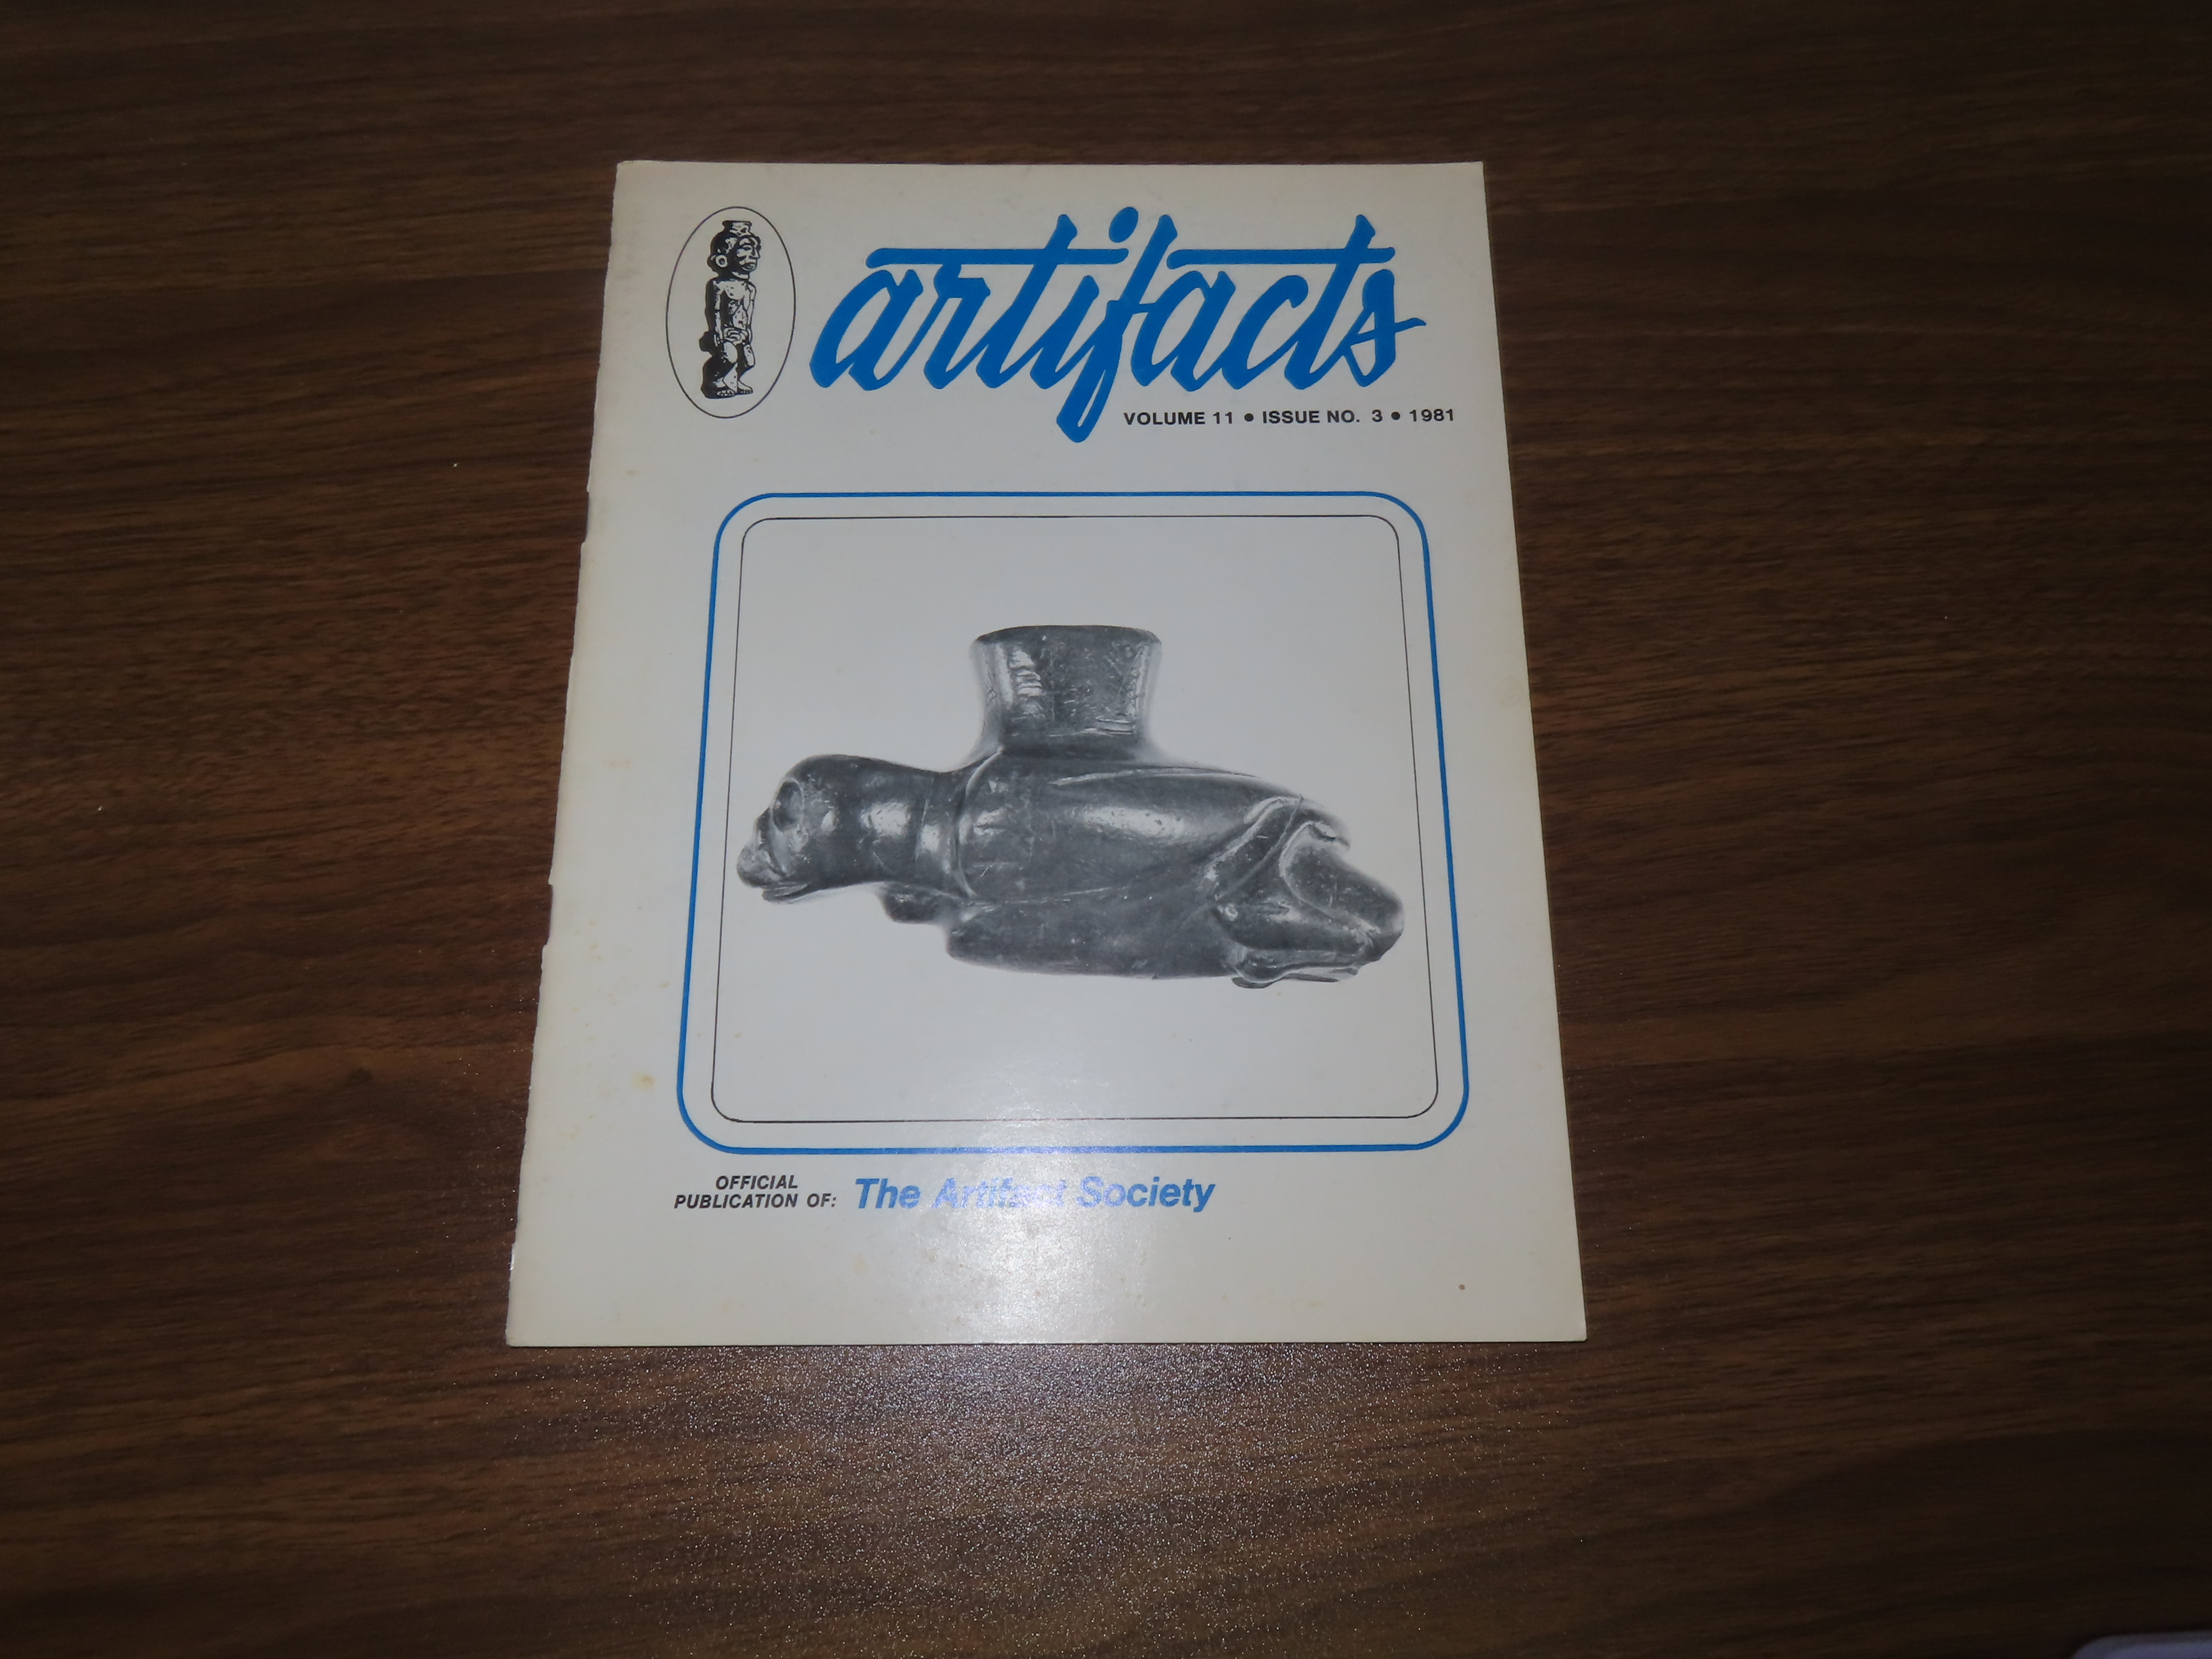 artifacts
VOLUME 11 • ISSUE NO. 3 • 1981
OFFICIAL
PUBLICATION OF: The Artifact Society